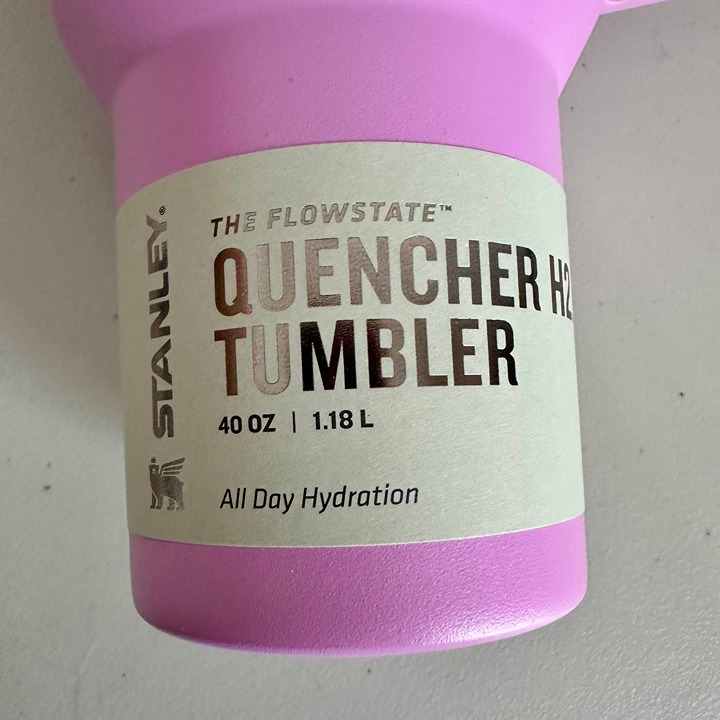 STANLEY®
THE FLOWSTATE™
QUENCHER H2
TUMBLER
40 OZ | 1.18 L
All Day Hydration